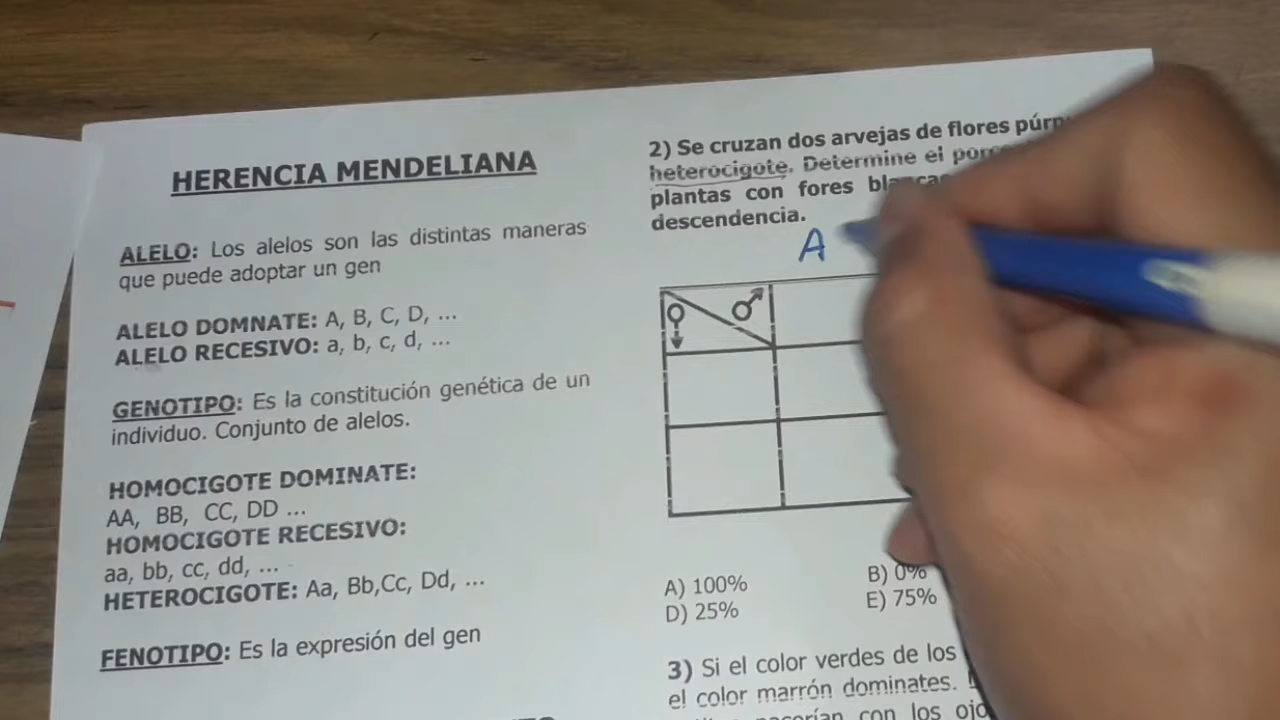 HERENCIA MENDELIANA
ALELO: Los alelos son las distintas maneras
que puede adoptar un gen
ALELO DOMNATE: A, B, C, D, ...
ALELO RECESIVO: a, b, c, d, ...
GENOTIPO: Es la constitución genética de un
individuo. Conjunto de alelos.
HOMOCIGOTE DOMINATE:
AA, BB, CC, DD ...
HOMOCIGOTE RECESIVO:
aa, bb, cc, dd, ...
HETEROCIGOTE: Aa, Bb,Cc, Dd, ...
FENOTIPO: Es la expresión del gen
2) Se cruzan dos arvejas de flores
heterocigote. Determine el
plantas con fores
descendencia.
A
♀ ♂
A) 100% B) 0%
D) 25% E) 75%
3) Si el color verdes de los
el color marrón dominates.
con los